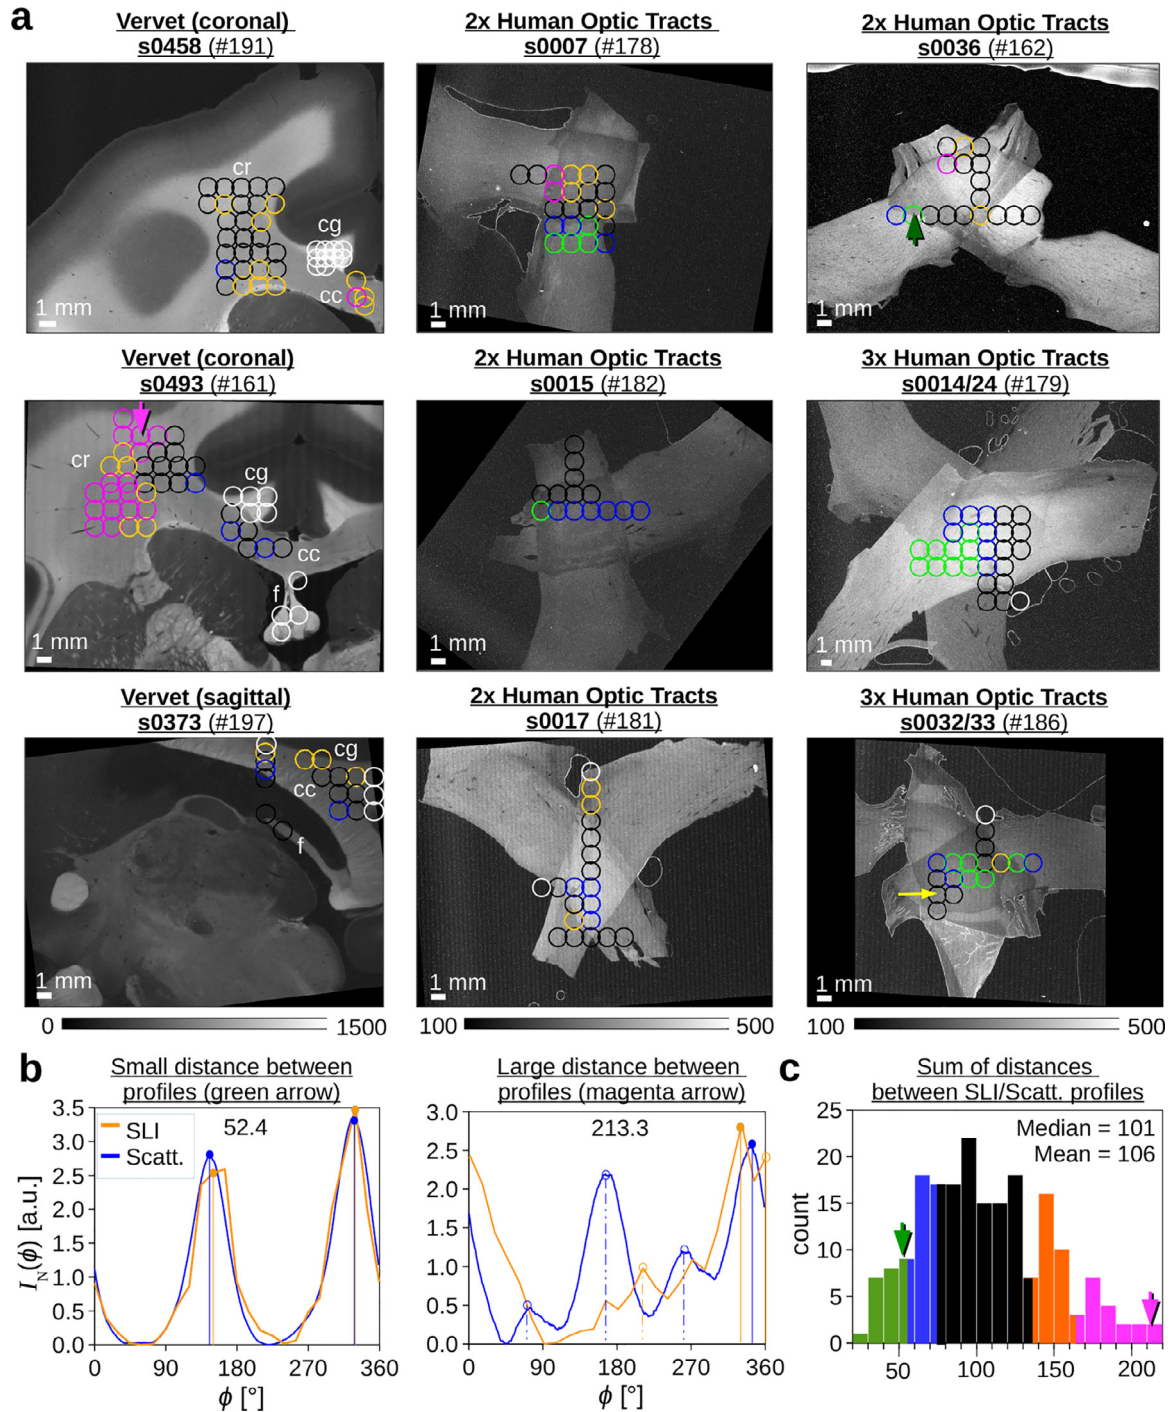 a
Vervet (coronal)
s0458 (#191)
cr
cg
cc
1 mm
2x Human Optic Tracts
s0007 (#178)
1 mm
2x Human Optic Tracts
s0036 (#162)
1 mm
Vervet (coronal)
s0493 (#161)
cr
cg
cc
f
1 mm
2x Human Optic Tracts
s0015 (#182)
1 mm
3x Human Optic Tracts
s0014/24 (#179)
1 mm
Vervet (sagittal)
s0373 (#197)
cg
cc
f
1 mm
0 1500
2x Human Optic Tracts
s0017 (#181)
1 mm
100 500
3x Human Optic Tracts
s0032/33 (#186)
1 mm
100 500
b
Small distance between
profiles (green arrow)
52.4
SLI
Scatt.
I_N(ϕ) [a.u.]
3.5
3.0
2.5
2.0
1.5
1.0
0.5
0.0
0 90 180 270 360
ϕ [°]
Large distance between
profiles (magenta arrow)
213.3
3.0
2.5
2.0
1.5
1.0
0.5
0.0
0 90 180 270 360
ϕ [°]
c
Sum of distances
between SLI/Scatt. profiles
Median = 101
Mean = 106
count
25
20
15
10
5
0
50 100 150 200